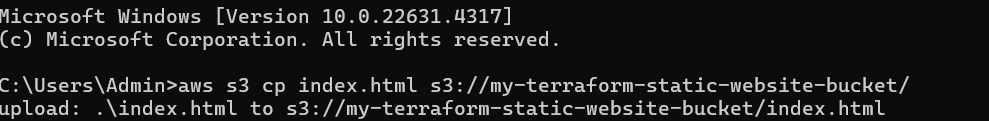 Microsoft Windows [Version 10.0.22631.4317]
(c) Microsoft Corporation. All rights reserved.
C:\Users\Admin>aws s3 cp index.html s3://my-terraform-static-website-bucket/
upload: .\index.html to s3://my-terraform-static-website-bucket/index.html